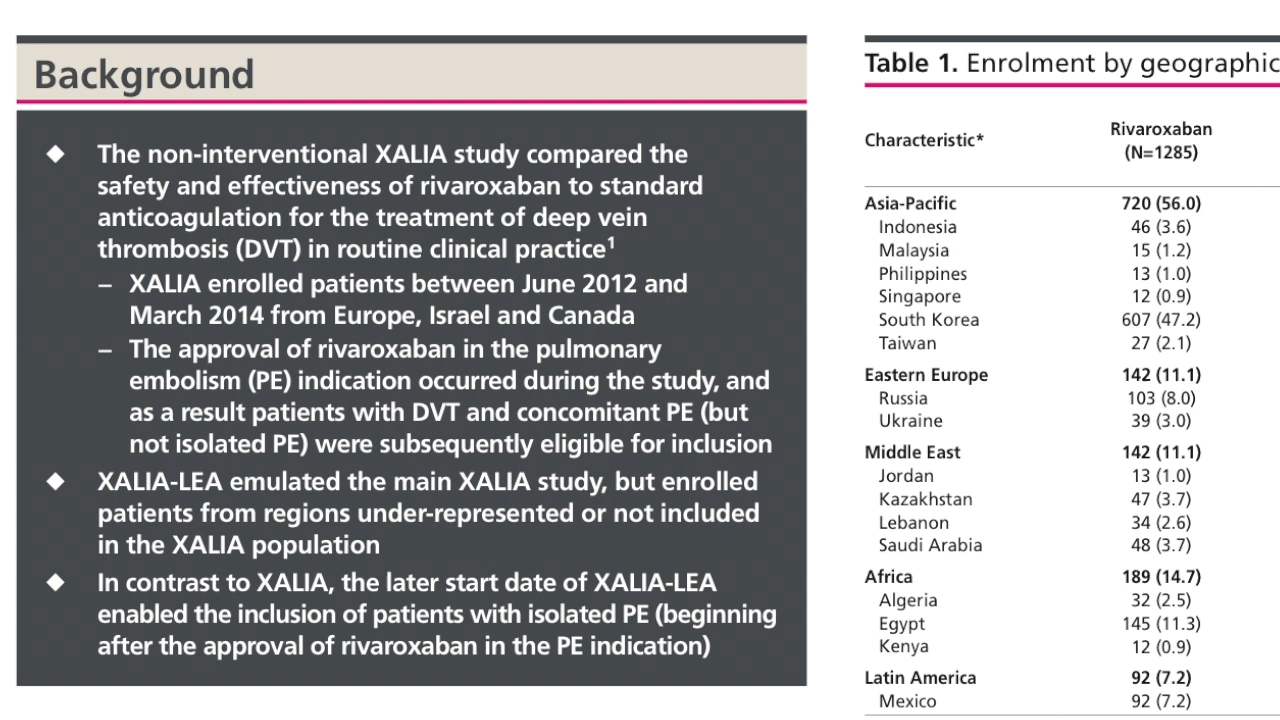 Background
◆ The non-interventional XALIA study compared the
safety and effectiveness of rivaroxaban to standard
anticoagulation for the treatment of deep vein
thrombosis (DVT) in routine clinical practice¹
– XALIA enrolled patients between June 2012 and
March 2014 from Europe, Israel and Canada
– The approval of rivaroxaban in the pulmonary
embolism (PE) indication occurred during the study, and
as a result patients with DVT and concomitant PE (but
not isolated PE) were subsequently eligible for inclusion
◆ XALIA-LEA emulated the main XALIA study, but enrolled
patients from regions under-represented or not included
in the XALIA population
◆ In contrast to XALIA, the later start date of XALIA-LEA
enabled the inclusion of patients with isolated PE (beginning
after the approval of rivaroxaban in the PE indication)
Table 1. Enrolment by geographic
Characteristic* Rivaroxaban
(N=1285)
Asia-Pacific 720 (56.0)
Indonesia 46 (3.6)
Malaysia 15 (1.2)
Philippines 13 (1.0)
Singapore 12 (0.9)
South Korea 607 (47.2)
Taiwan 27 (2.1)
Eastern Europe 142 (11.1)
Russia 103 (8.0)
Ukraine 39 (3.0)
Middle East 142 (11.1)
Jordan 13 (1.0)
Kazakhstan 47 (3.7)
Lebanon 34 (2.6)
Saudi Arabia 48 (3.7)
Africa 189 (14.7)
Algeria 32 (2.5)
Egypt 145 (11.3)
Kenya 12 (0.9)
Latin America 92 (7.2)
Mexico 92 (7.2)